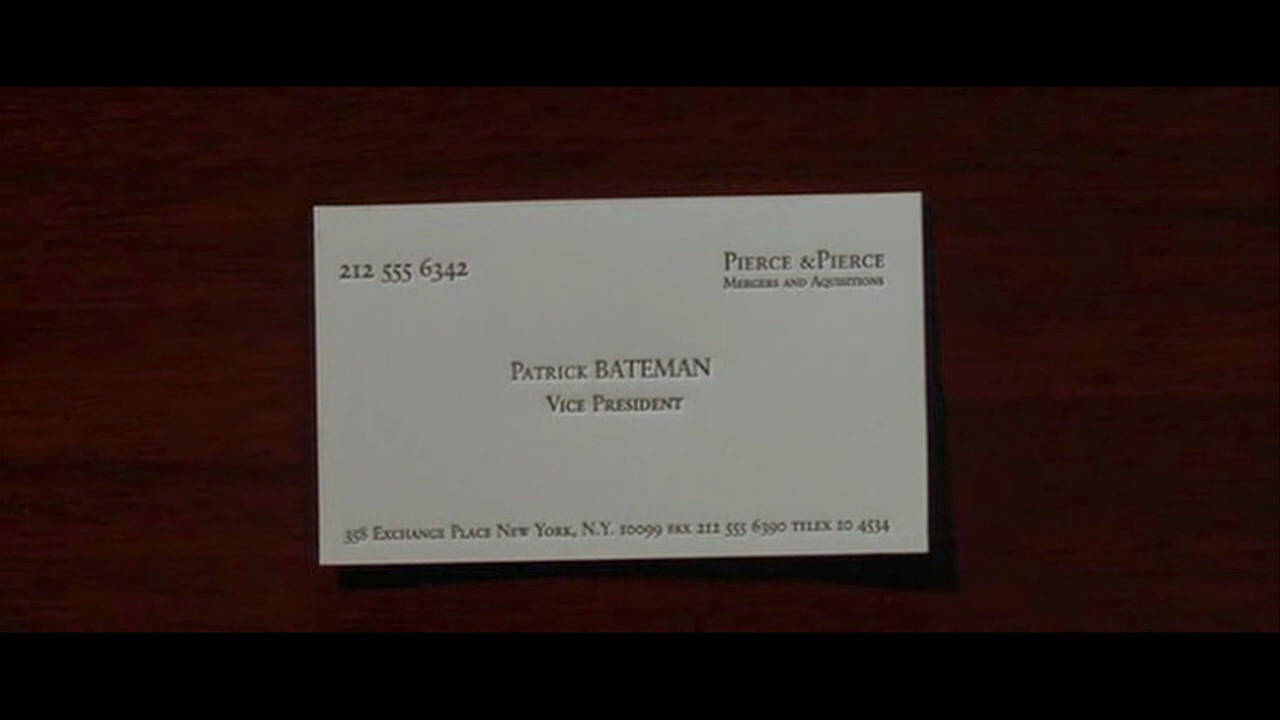 212 555 6342
PIERCE &PIERCE
MERGERS AND AQUISITIONS
PATRICK BATEMAN
VICE PRESIDENT
358 EXCHANGE PLACE NEW YORK, N.Y. 10099 FAX 212 555 6390 TELEX 10 4534